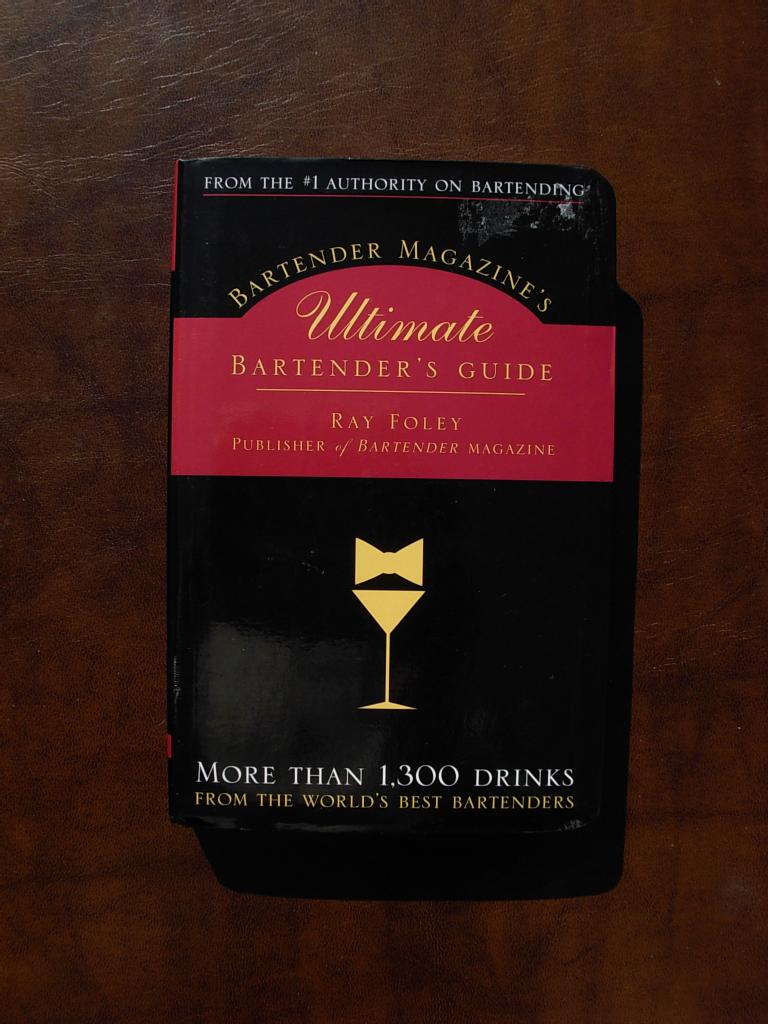 FROM THE #1 AUTHORITY ON BARTENDING
BARTENDER MAGAZINE'S
Ultimate
BARTENDER'S GUIDE
RAY FOLEY
PUBLISHER of BARTENDER MAGAZINE
MORE THAN 1,300 DRINKS
FROM THE WORLD'S BEST BARTENDERS